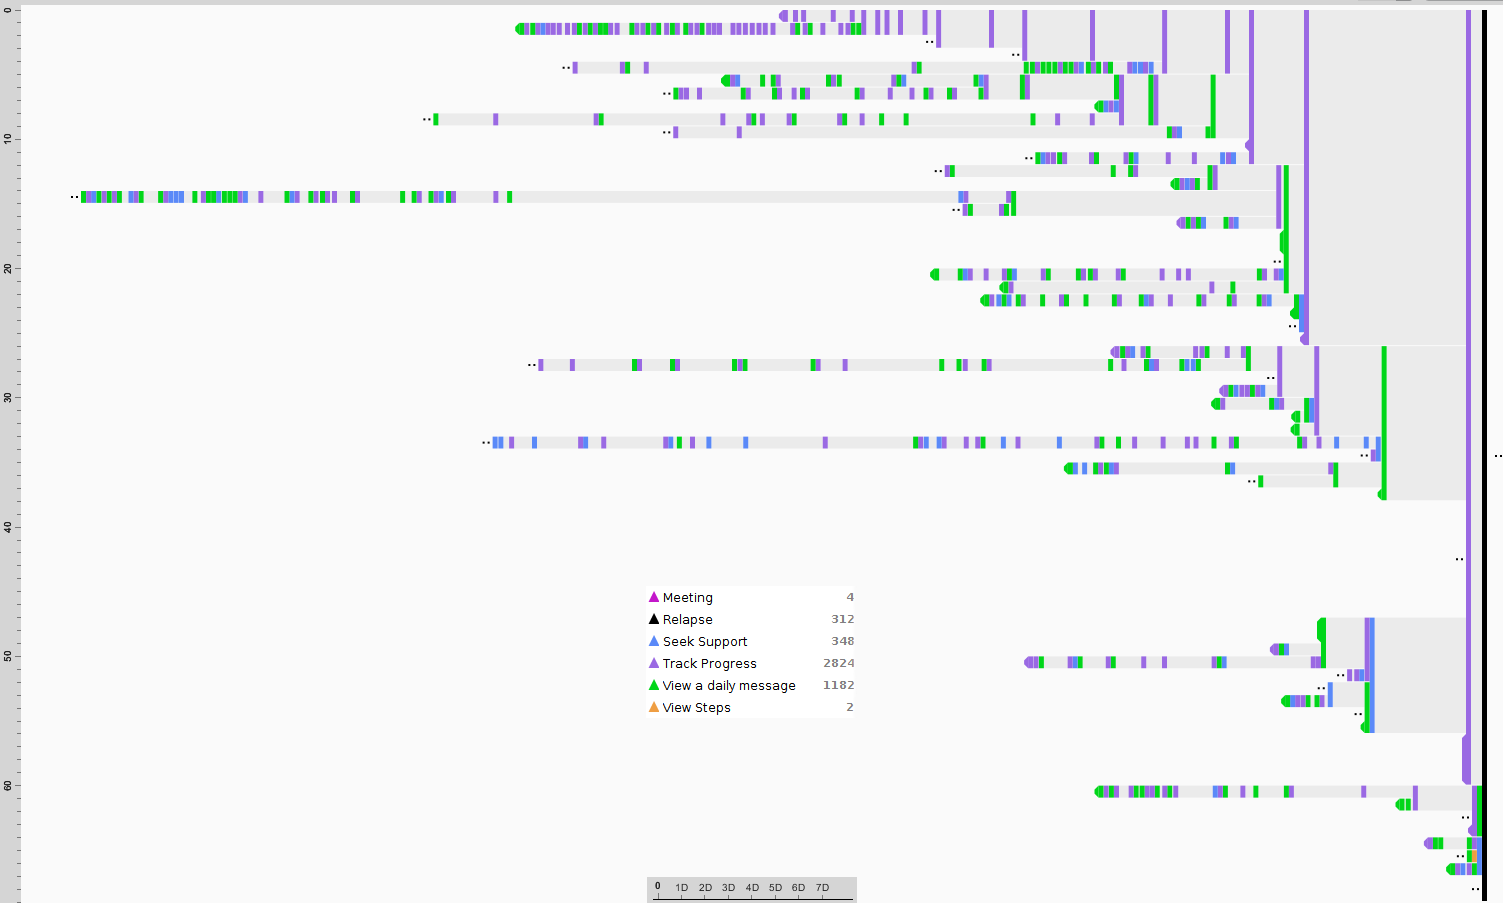 0
10
20
30
40
50
60
Meeting 4
Relapse 312
Seek Support 348
Track Progress 2824
View a daily message 1182
View Steps 2
0 1D 2D 3D 4D 5D 6D 7D